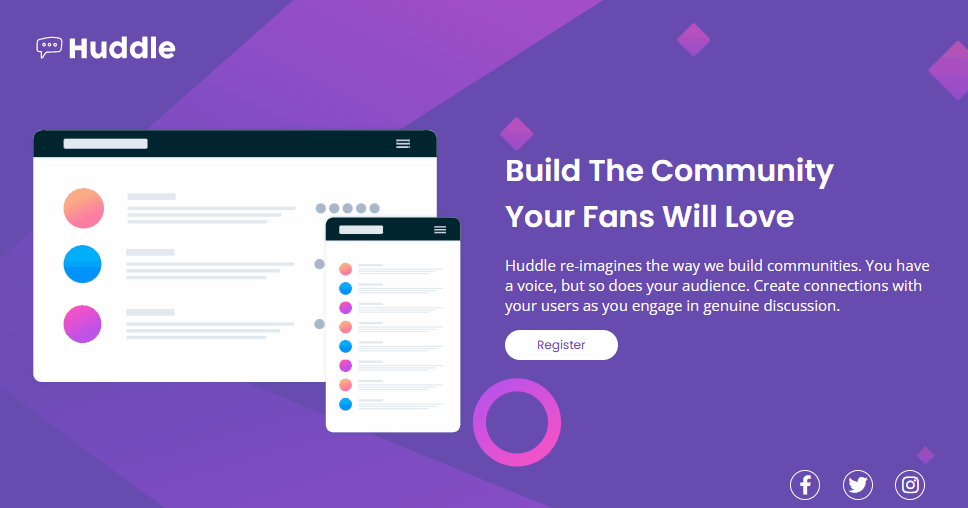 Huddle
Build The Community
Your Fans Will Love
Huddle re-imagines the way we build communities. You have
a voice, but so does your audience. Create connections with
your users as you engage in genuine discussion.
Register